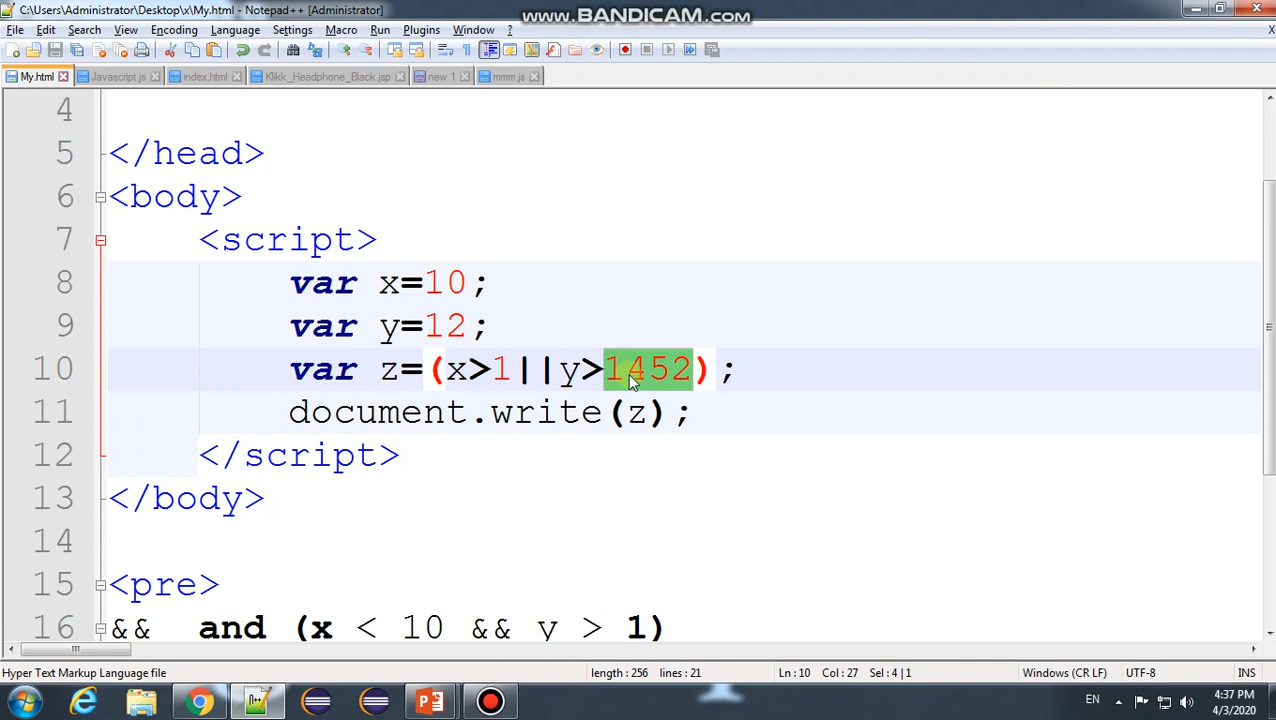 C:\Users\Administrator\Desktop\x\My.html - Notepad++ [Administrator]
www.BANDICAM.com
File Edit Search View Encoding Language Settings Macro Run Plugins Window ?
X
My.html Javascript.js index.html Klikk_Headphone_Black.jsp new 1 mmm.js
4
5 </head>
6 <body>
7 <script>
8 var x=10;
9 var y=12;
10 var z=(x>1||y>1452);
11 document.write(z);
12 </script>
13 </body>
14
15 <pre>
16 && and (x < 10 && y > 1)
Hyper Text Markup Language file length : 256 lines : 21 Ln : 10 Col : 27 Sel : 4 | 1 Windows (CR LF) UTF-8 INS
EN 4:37 PM
4/3/2020